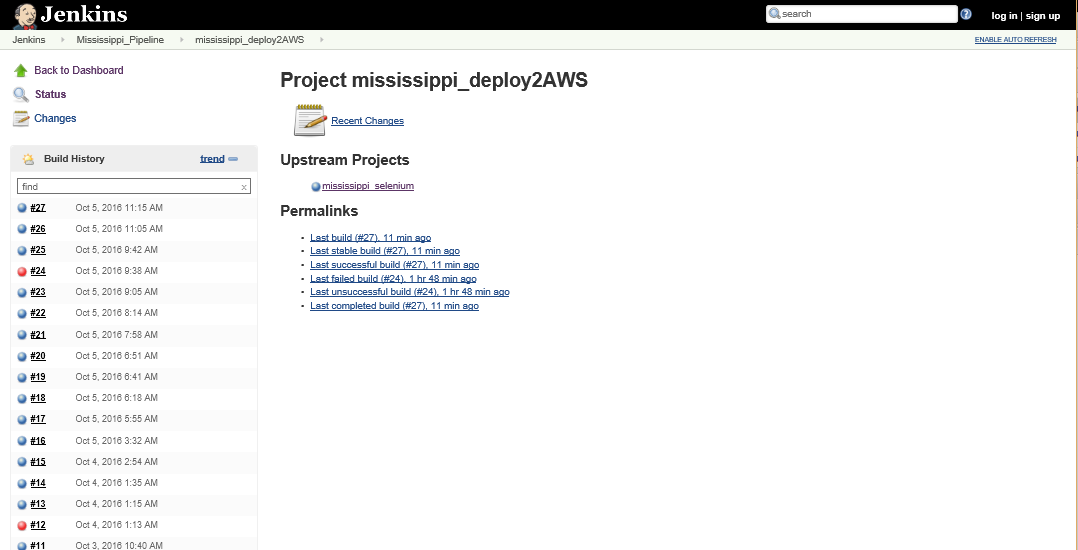 Jenkins
search
log in | sign up
Jenkins Mississippi_Pipeline mississippi_deploy2AWS
ENABLE AUTO REFRESH
Back to Dashboard
Status
Changes
Build History trend
find x
#27 Oct 5, 2016 11:15 AM
#26 Oct 5, 2016 11:05 AM
#25 Oct 5, 2016 9:42 AM
#24 Oct 5, 2016 9:38 AM
#23 Oct 5, 2016 9:05 AM
#22 Oct 5, 2016 8:14 AM
#21 Oct 5, 2016 7:58 AM
#20 Oct 5, 2016 6:51 AM
#19 Oct 5, 2016 6:41 AM
#18 Oct 5, 2016 6:18 AM
#17 Oct 5, 2016 5:55 AM
#16 Oct 5, 2016 3:32 AM
#15 Oct 4, 2016 2:54 AM
#14 Oct 4, 2016 1:35 AM
#13 Oct 4, 2016 1:15 AM
#12 Oct 4, 2016 1:13 AM
#11 Oct 3, 2016 10:40 AM
Project mississippi_deploy2AWS
Recent Changes
Upstream Projects
mississippi_selenium
Permalinks
• Last build (#27), 11 min ago
• Last stable build (#27), 11 min ago
• Last successful build (#27), 11 min ago
• Last failed build (#24), 1 hr 48 min ago
• Last unsuccessful build (#24), 1 hr 48 min ago
• Last completed build (#27), 11 min ago